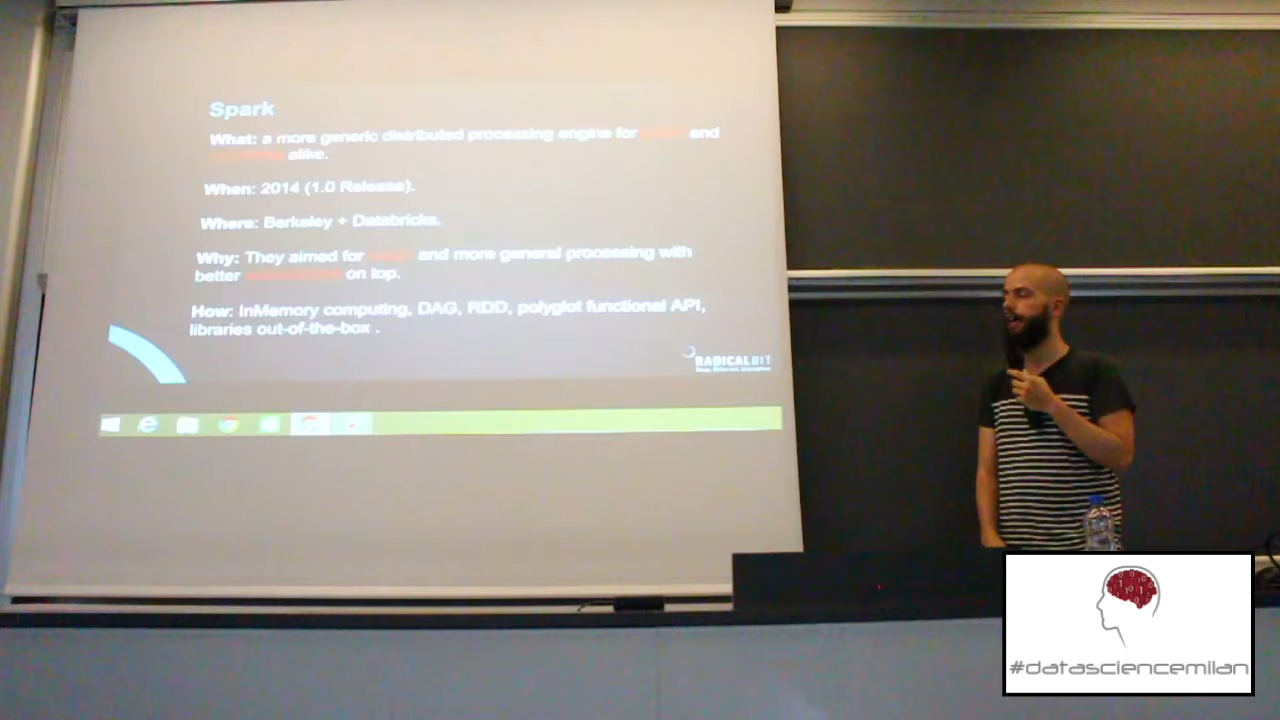 Spark
What: a more generic distributed processing engine for and
alike.
When: 2014 (1.0 Release).
Where: Berkeley + Databricks.
Why: They aimed for and more general processing with
better on top.
How: InMemory computing, DAG, RDD, polyglot functional API,
libraries out-of-the-box .
RADICALBIT
#datasciencemilan